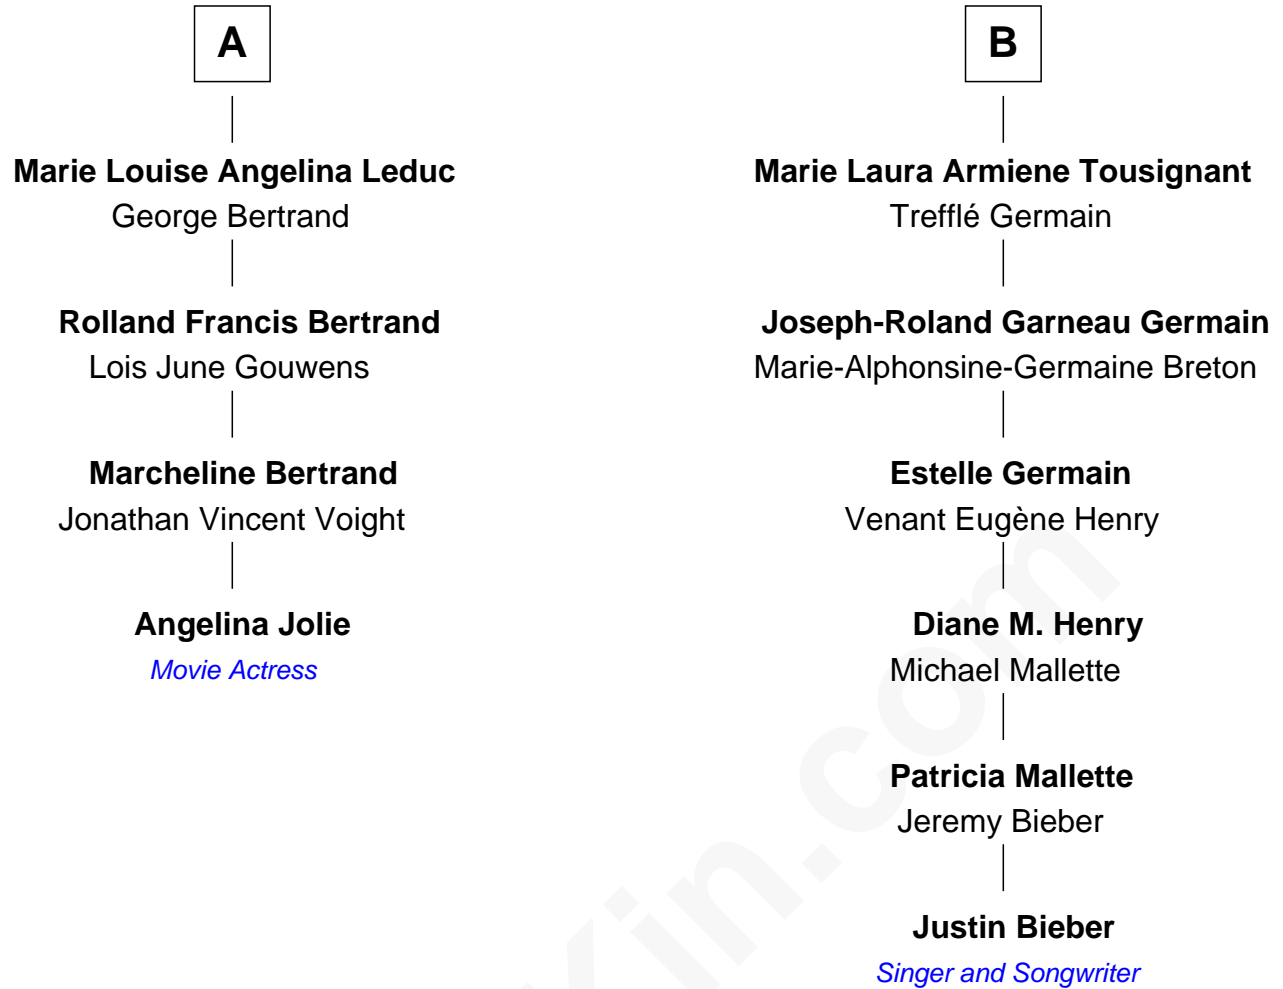 A
Marie Louise Angelina Leduc
George Bertrand
Rolland Francis Bertrand
Lois June Gouwens
Marcheline Bertrand
Jonathan Vincent Voight
Angelina Jolie
Movie Actress
B
Marie Laura Armiene Tousignant
Trefflé Germain
Joseph-Roland Garneau Germain
Marie-Alphonsine-Germaine Breton
Estelle Germain
Venant Eugène Henry
Diane M. Henry
Michael Mallette
Patricia Mallette
Jeremy Bieber
Justin Bieber
Singer and Songwriter
Kin.com